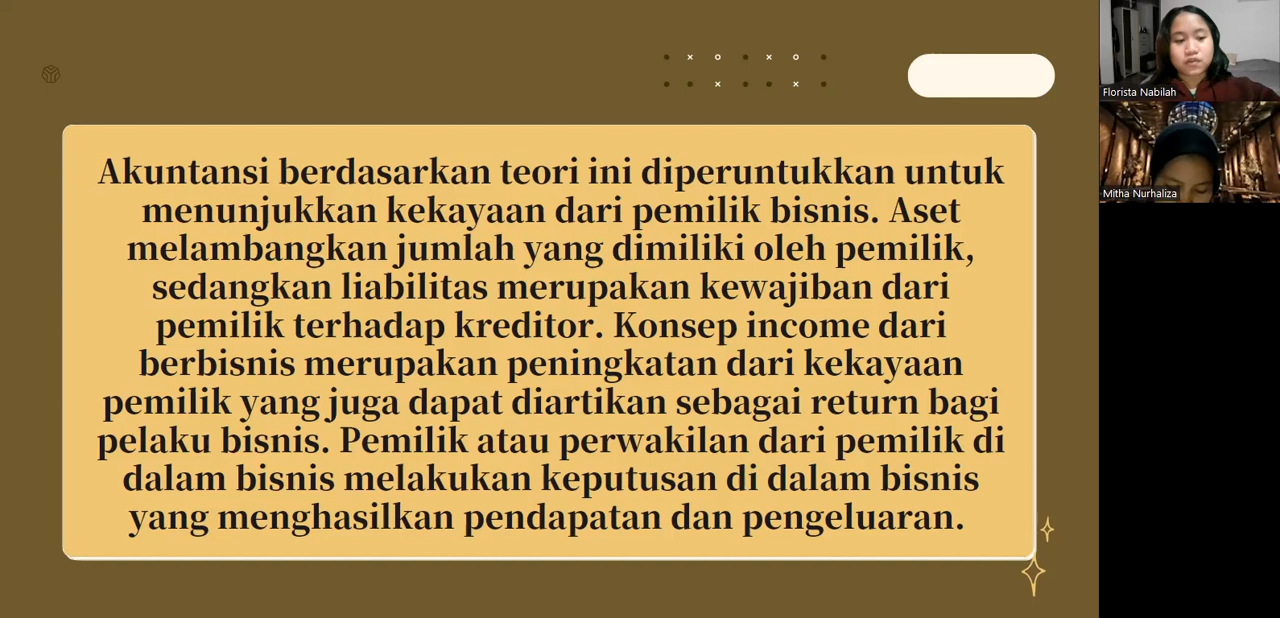 Akuntansi berdasarkan teori ini diperuntukkan untuk
menunjukkan kekayaan dari pemilik bisnis. Aset
melambangkan jumlah yang dimiliki oleh pemilik,
sedangkan liabilitas merupakan kewajiban dari
pemilik terhadap kreditor. Konsep income dari
berbisnis merupakan peningkatan dari kekayaan
pemilik yang juga dapat diartikan sebagai return bagi
pelaku bisnis. Pemilik atau perwakilan dari pemilik di
dalam bisnis melakukan keputusan di dalam bisnis
yang menghasilkan pendapatan dan pengeluaran.
Florista Nabilah
Mitha Nurhaliza